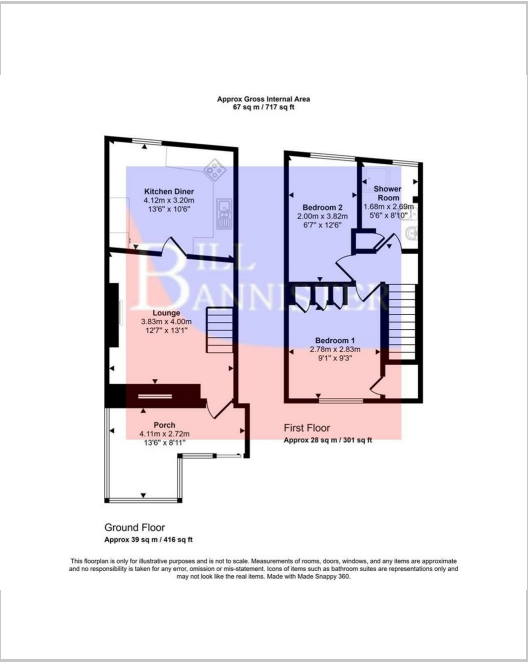 Approx Gross Internal Area
67 sq m / 717 sq ft
Kitchen Diner
4.12m x 3.20m
13'6" x 10'6"
Bedroom 2
2.00m x 3.82m
6'7" x 12'6"
Shower
Room
1.68m x 2.69m
5'6" x 8'10"
BILL
BANNISTER
Lounge
3.83m x 4.00m
12'7" x 13'1"
Bedroom 1
2.78m x 2.83m
9'1" x 9'3"
Porch
4.11m x 2.72m
13'6" x 8'11"
First Floor
Approx 28 sq m / 301 sq ft
Ground Floor
Approx 39 sq m / 416 sq ft
This floorplan is only for illustrative purposes and is not to scale. Measurements of rooms, doors, windows, and any items are approximate
and no responsibility is taken for any error, omission or mis-statement. Icons of items such as bathroom suites are representations only and
may not look like the real items. Made with Made Snappy 360.